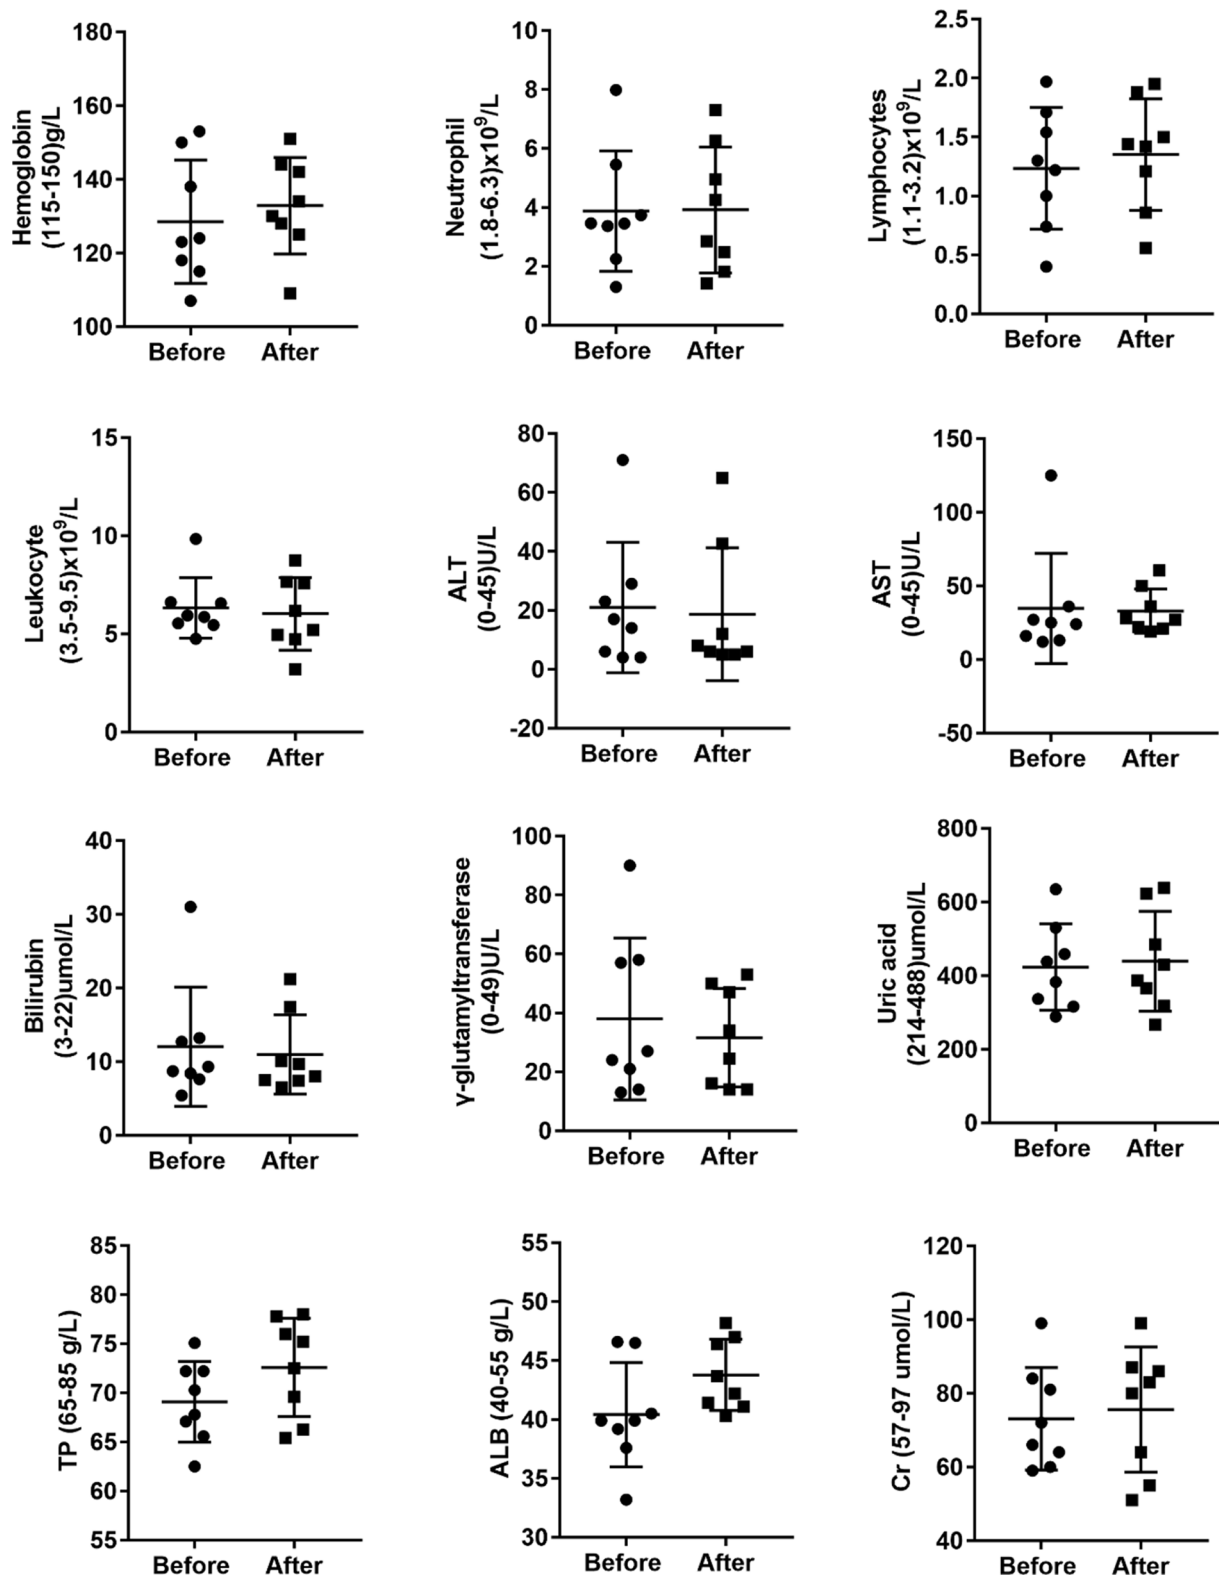 Hemoglobin
(115-150)g/L
180
160
140
120
100
Before After
Neutrophil
(1.8-6.3)x10⁹/L
10
8
6
4
2
0
Before After
Lymphocytes
(1.1-3.2)x10⁹/L
2.5
2.0
1.5
1.0
0.5
0.0
Before After
Leukocyte
(3.5-9.5)x10⁹/L
15
10
5
0
Before After
ALT
(0-45)U/L
80
60
40
20
0
-20
Before After
AST
(0-45)U/L
150
100
50
0
-50
Before After
Bilirubin
(3-22)umol/L
40
30
20
10
0
Before After
γ-glutamyltransferase
(0-49)U/L
100
80
60
40
20
0
Before After
Uric acid
(214-488)umol/L
800
600
400
200
0
Before After
TP (65-85 g/L)
85
80
75
70
65
60
55
Before After
ALB (40-55 g/L)
55
50
45
40
35
30
Before After
Cr (57-97 umol/L)
120
100
80
60
40
Before After